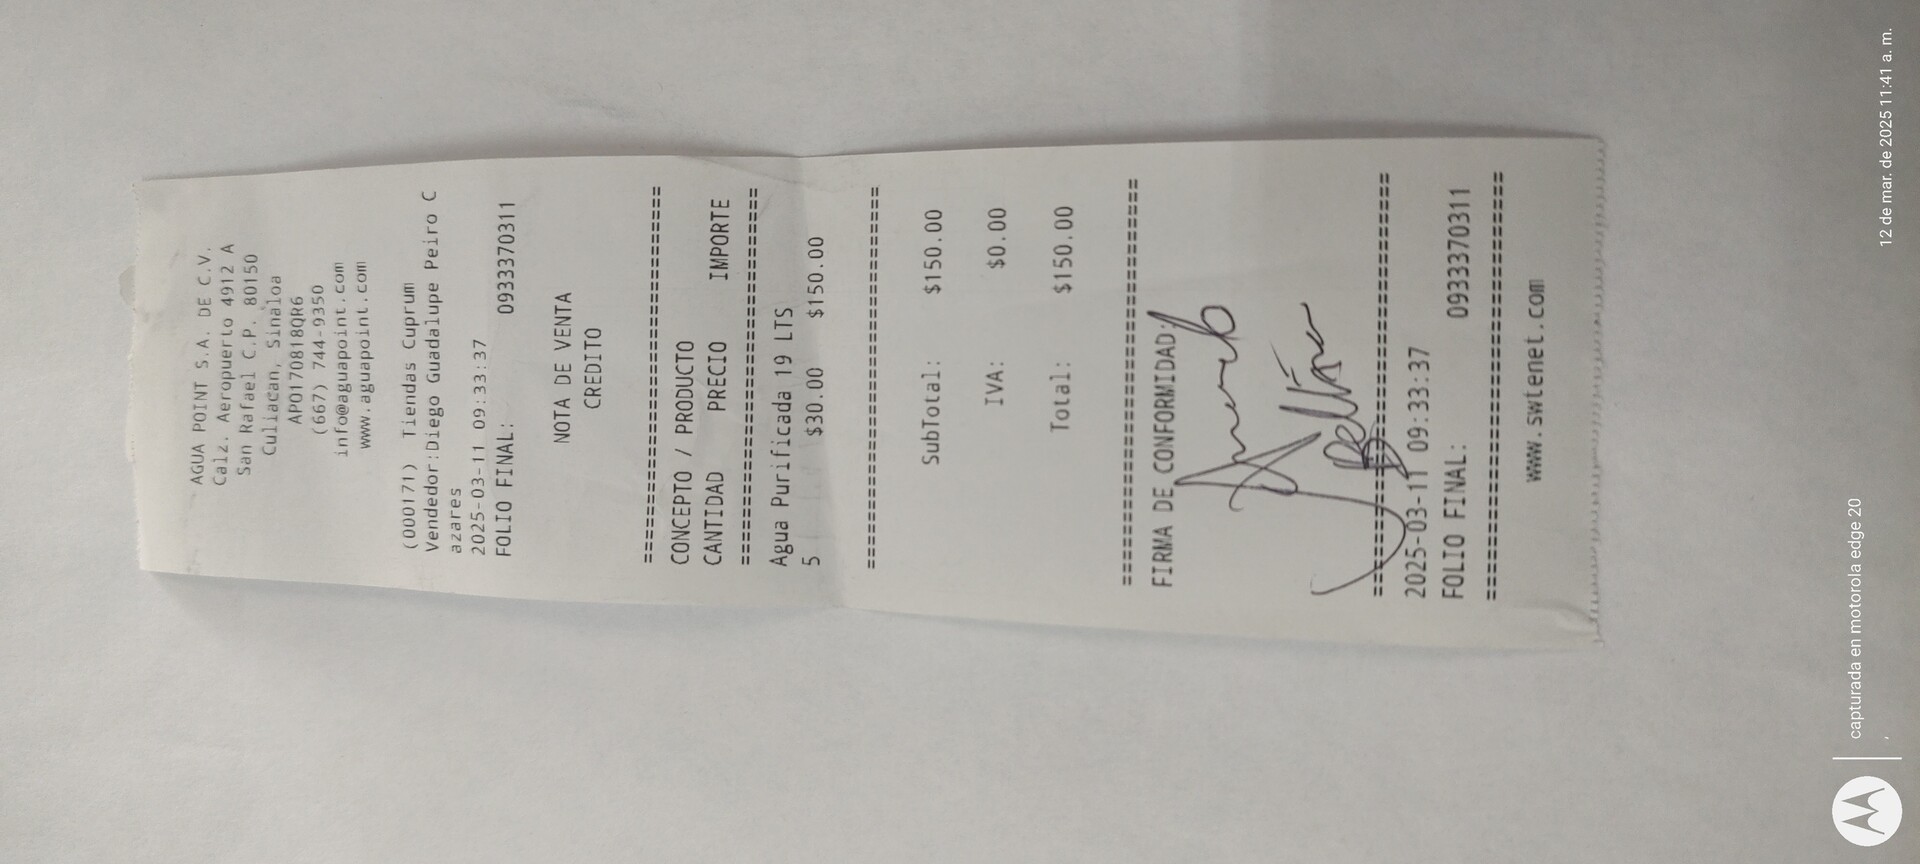 AGUA POINT S.A. DE C.V.
Calz. Aeropuerto 4912 A
San Rafael C.P. 80150
Culiacan, Sinaloa
APO170818QR6
(667) 744-9350
info@aguapoint.com
www.aguapoint.com
(000171) Tiendas Cuprum
Vendedor:Diego Guadalupe Peiro C
azares
2025-03-11 09:33:37
FOLIO FINAL: 0933370311
NOTA DE VENTA
CREDITO
================================
CONCEPTO / PRODUCTO
CANTIDAD PRECIO IMPORTE
================================
Agua Purificada 19 LTS
5 $30.00 $150.00
================================
SubTotal: $150.00
IVA: $0.00
Total: $150.00
================================
FIRMA DE CONFORMIDAD:
Beltrán
================================
2025-03-11 09:33:37
FOLIO FINAL: 0933370311
================================
www.swtenet.com
capturada en motorola edge 20
12 de mar. de 2025 11:41 a. m.